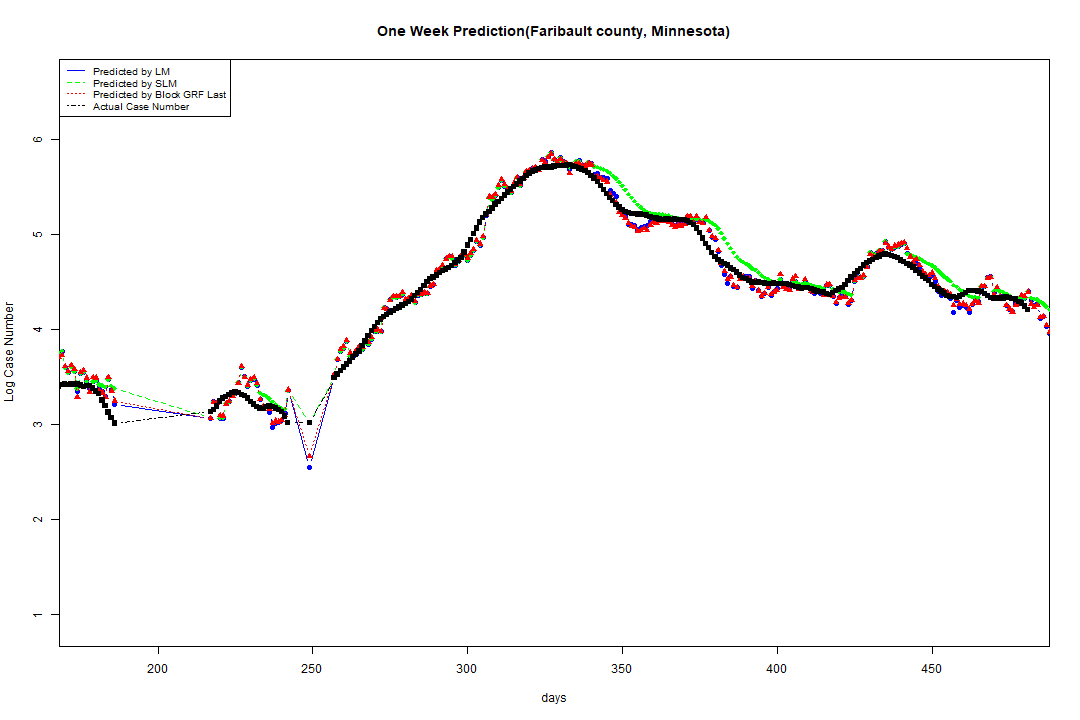 One Week Prediction(Faribault county, Minnesota)
Predicted by LM
Predicted by SLM
Predicted by Block GRF Last
Actual Case Number
Log Case Number
6
5
4
3
2
1
200 250 300 350 400 450
days